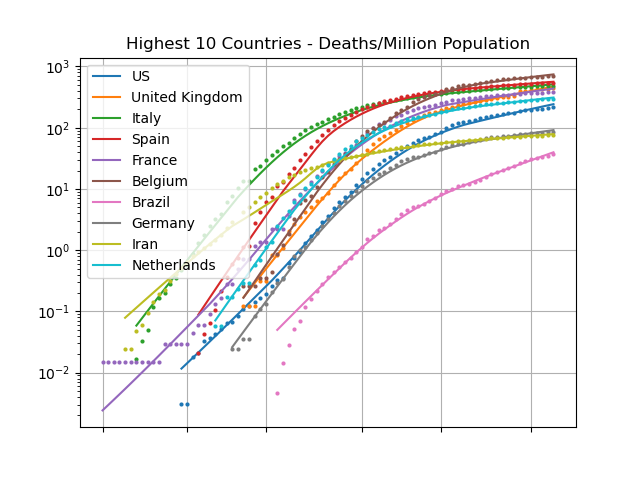 Highest 10 Countries - Deaths/Million Population
10³
10²
10¹
10⁰
10⁻¹
10⁻²
US
United Kingdom
Italy
Spain
France
Belgium
Brazil
Germany
Iran
Netherlands